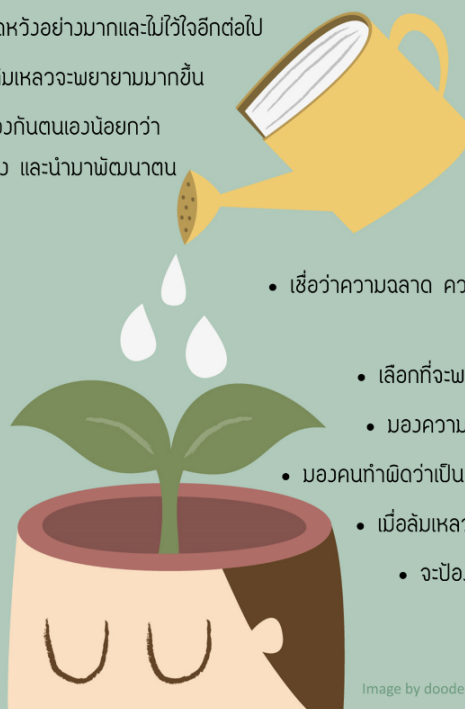 ดหวังอย่างมากและไม่ไว้ใจอีกต่อไป
มเหลวจะพยายามมากขึ้น
องกันตนเองน้อยกว่า
และนำมาพัฒนาตน
• เชื่อว่าความฉลาด คว
• เลือกที่จะพ
• มองความ
• มองคนทำผิดว่าเป็น
• เมื่อล้มเหลว
• จะป้อ
Image by doode